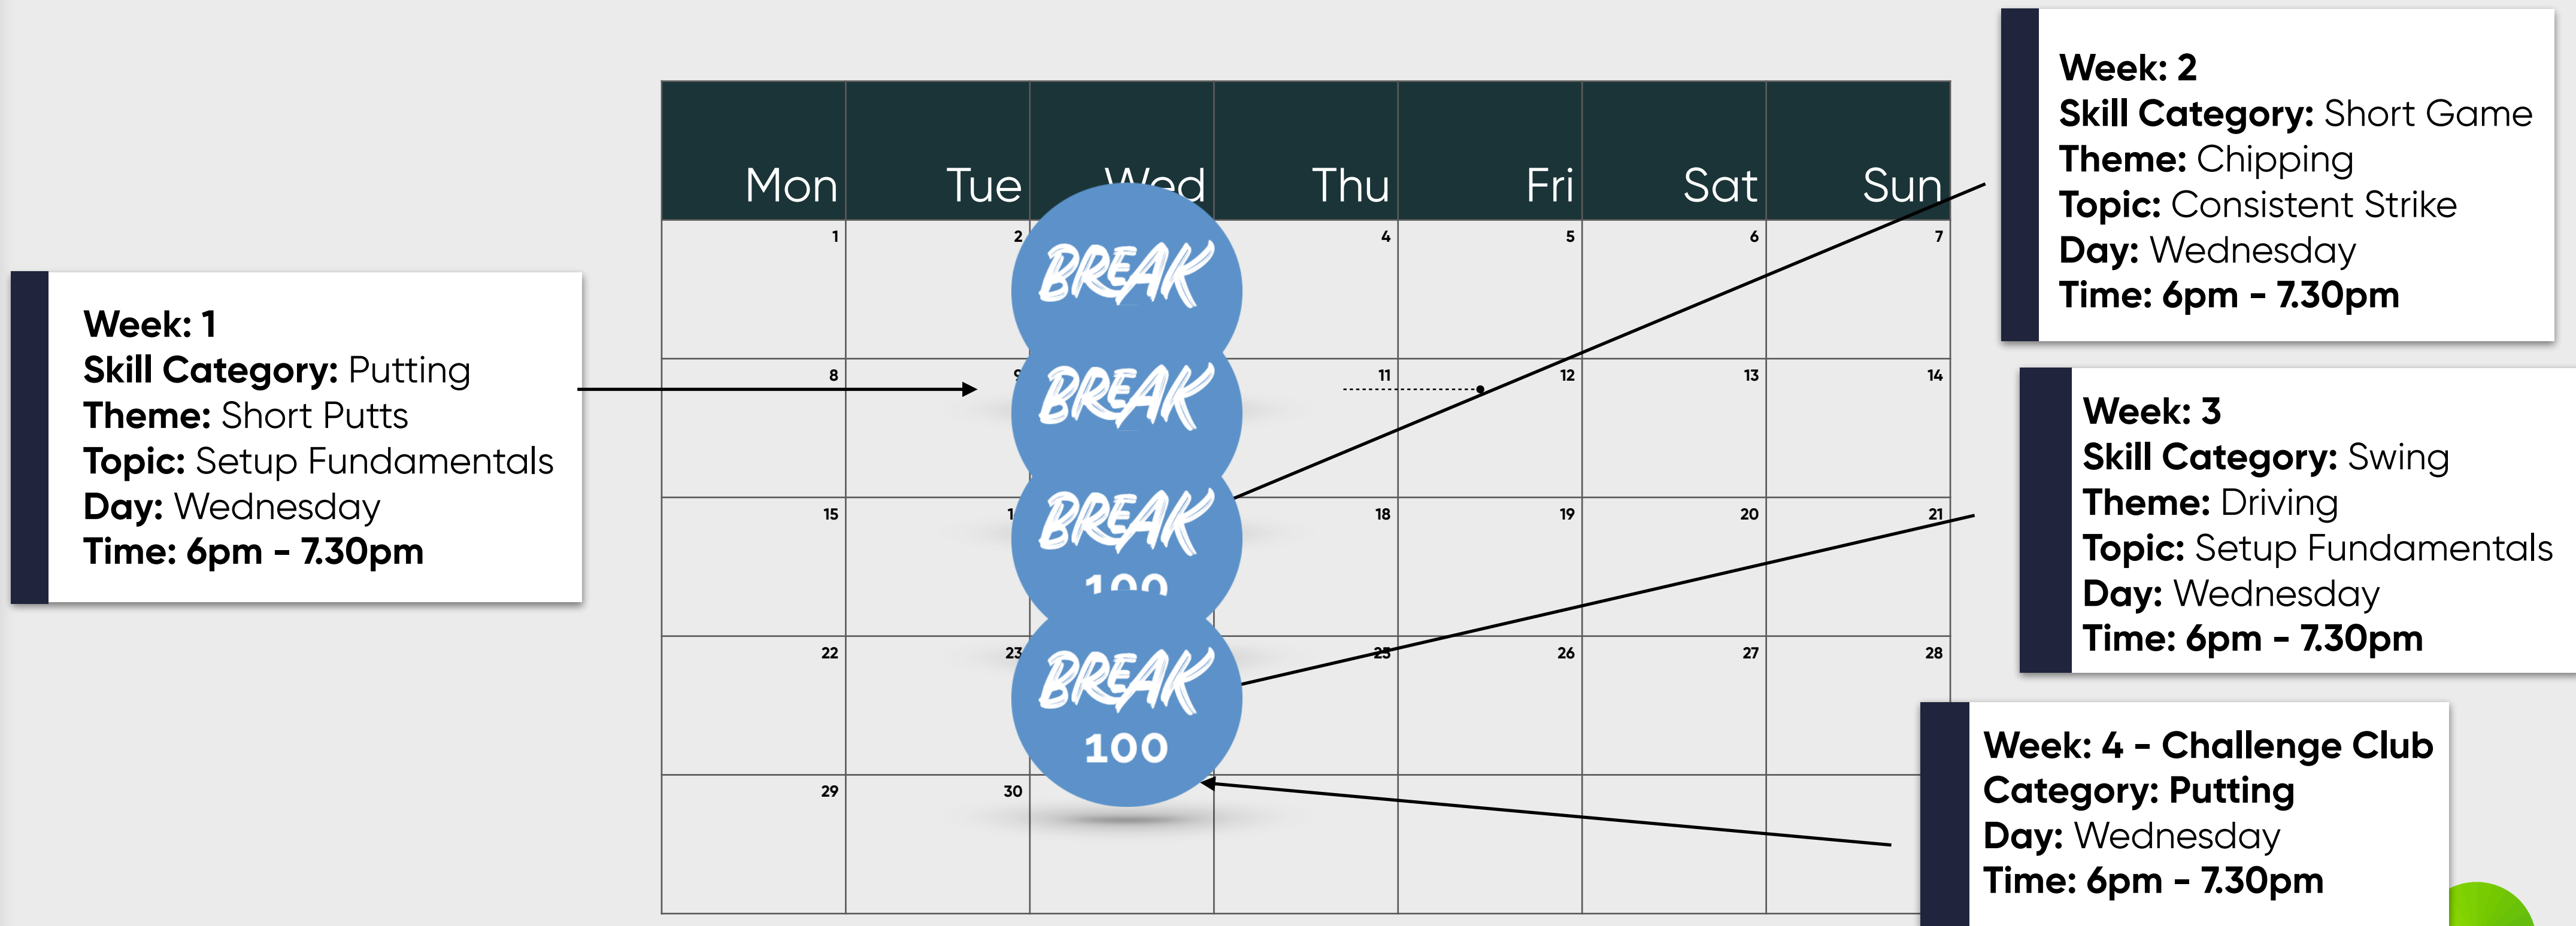 Week: 1
Skill Category: Putting
Theme: Short Putts
Topic: Setup Fundamentals
Day: Wednesday
Time: 6pm - 7.30pm
Mon Tue Wed Thu Fri Sat Sun
1 2 4 5 6 7
BREAK
8 9 11 12 13 14
BREAK
15 18 19 20 21
BREAK
100
22 23 25 26 27 28
BREAK
100
29 30
Week: 2
Skill Category: Short Game
Theme: Chipping
Topic: Consistent Strike
Day: Wednesday
Time: 6pm - 7.30pm
Week: 3
Skill Category: Swing
Theme: Driving
Topic: Setup Fundamentals
Day: Wednesday
Time: 6pm - 7.30pm
Week: 4 - Challenge Club
Category: Putting
Day: Wednesday
Time: 6pm - 7.30pm